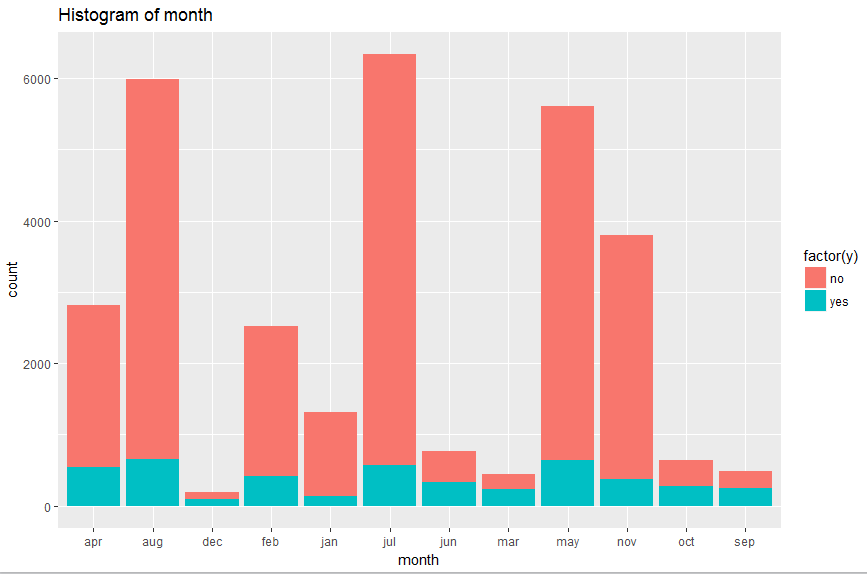 Histogram of month
6000
4000
2000
0
count
apr aug dec feb jan jul jun mar may nov oct sep
month
factor(y)
no
yes